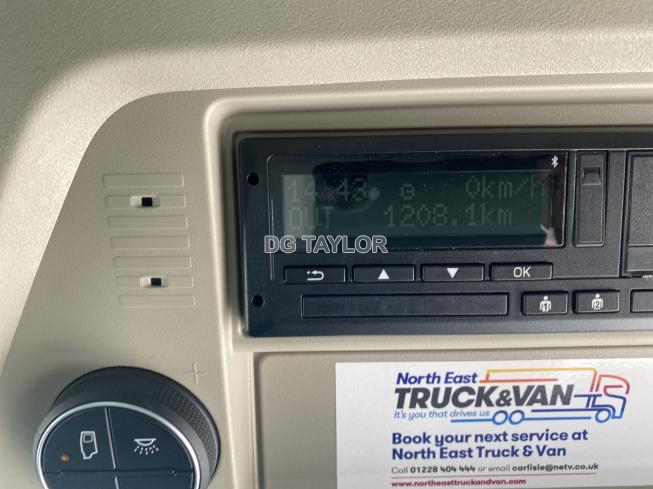 14:43 0km/h
OUT 1208.1km
DG TAYLOR
OK
1 2
North East
TRUCK&VAN
It's you that drives us
Book your next service at
North East Truck & Van
Call 01228 404 444 or email carlisle@netv.co.uk
www.northeasttruckandvan.com